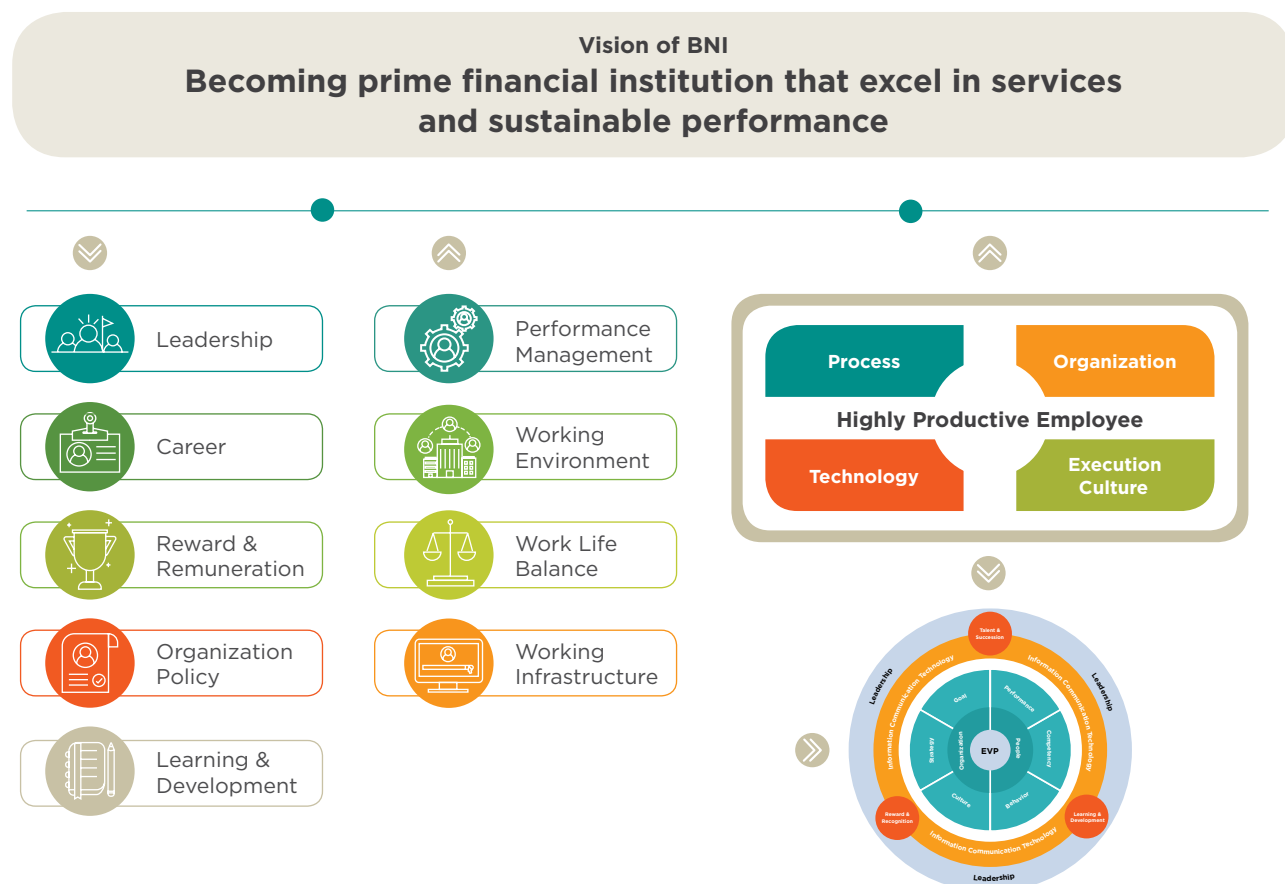 Vision of BNI
Becoming prime financial institution that excel in services
and sustainable performance
Leadership
Career
Reward &
Remuneration
Organization
Policy
Learning &
Development
Performance
Management
Working
Environment
Work Life
Balance
Working
Infrastructure
Process
Organization
Highly Productive Employee
Technology
Execution
Culture
Talent &
Succession
Leadership
Leadership
Information Communication Technology
Information Communication Technology
Goal
Performance
Strategy
Organization
EVP
People
Competency
Culture
Behavior
Reward &
Recognition
Learning &
Development
Information Communication Technology
Leadership